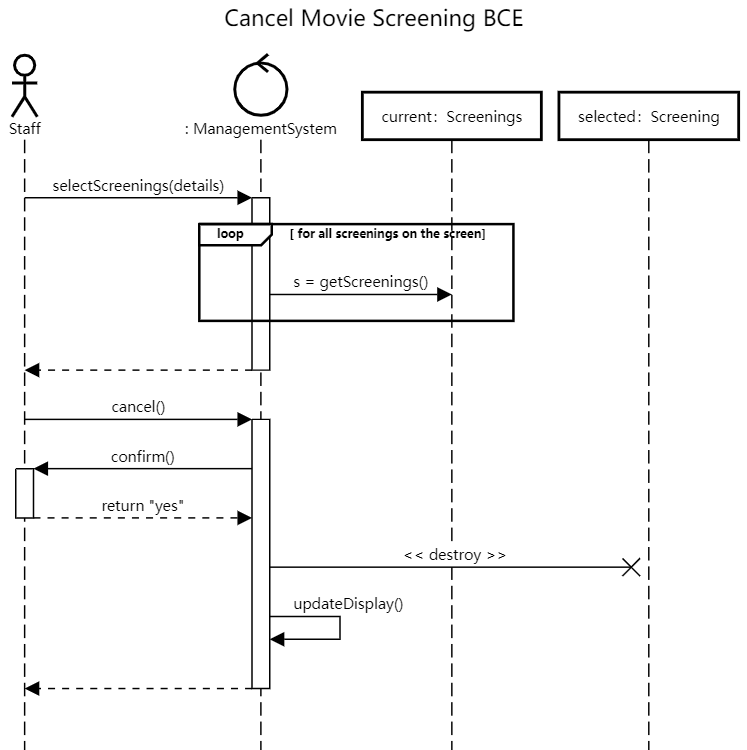 Cancel Movie Screening BCE
Staff
: ManagementSystem
current: Screenings
selected: Screening
selectScreenings(details)
loop
[ for all screenings on the screen]
s = getScreenings()
cancel()
confirm()
return "yes"
<< destroy >>
updateDisplay()